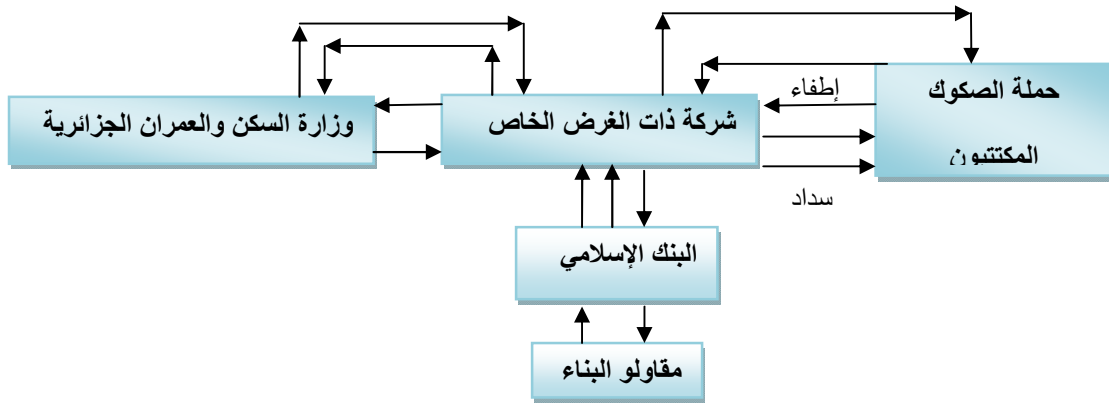 حملة الصكوك
المكتتبون
إطفاء
سداد
شركة ذات الغرض الخاص
وزارة السكن والعمران الجزائرية
البنك الإسلامي
مقاولو البناء